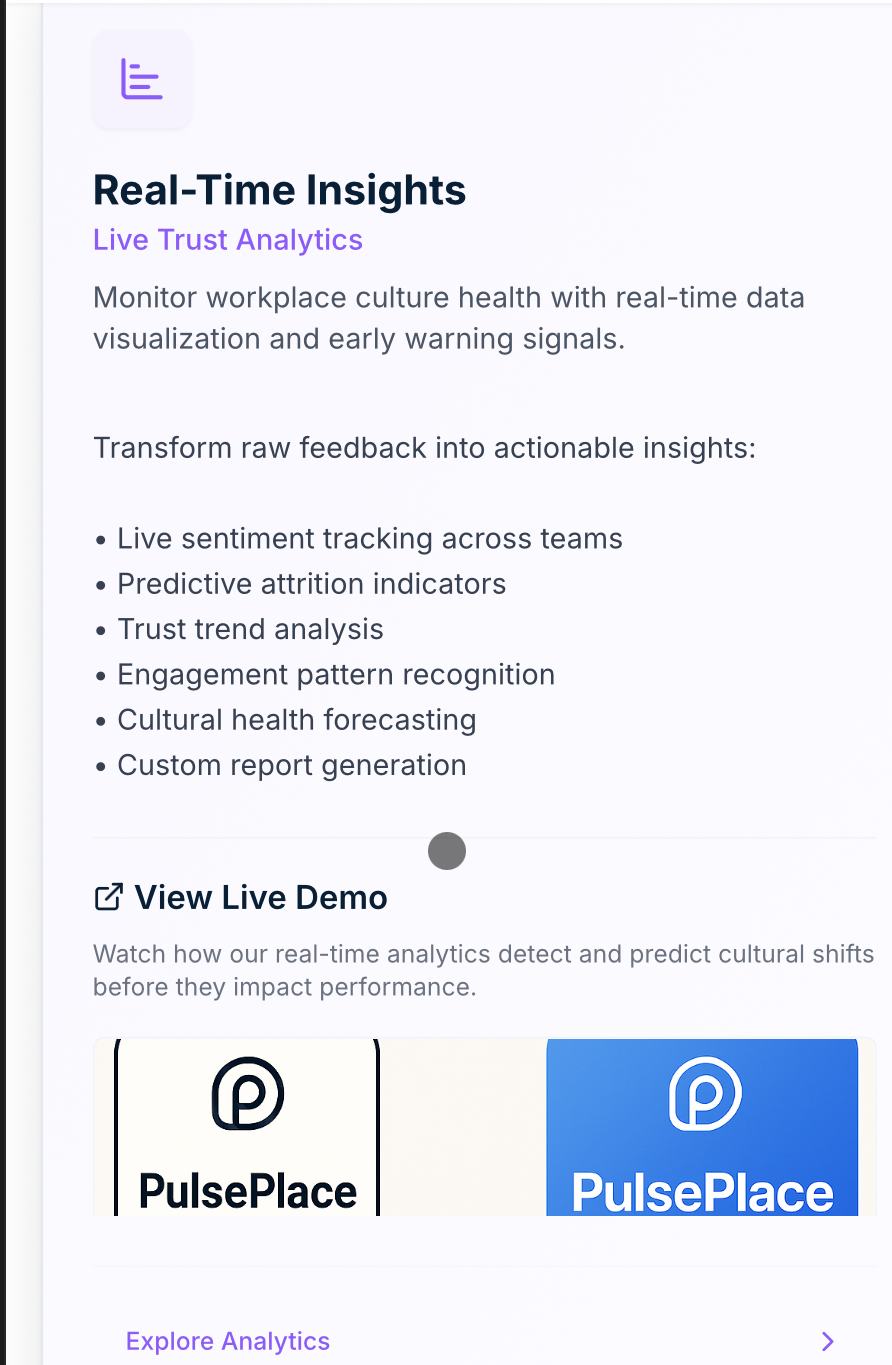 Real-Time Insights
Live Trust Analytics
Monitor workplace culture health with real-time data
visualization and early warning signals.
Transform raw feedback into actionable insights:
• Live sentiment tracking across teams
• Predictive attrition indicators
• Trust trend analysis
• Engagement pattern recognition
• Cultural health forecasting
• Custom report generation
View Live Demo
Watch how our real-time analytics detect and predict cultural shifts
before they impact performance.
PulsePlace
PulsePlace
Explore Analytics